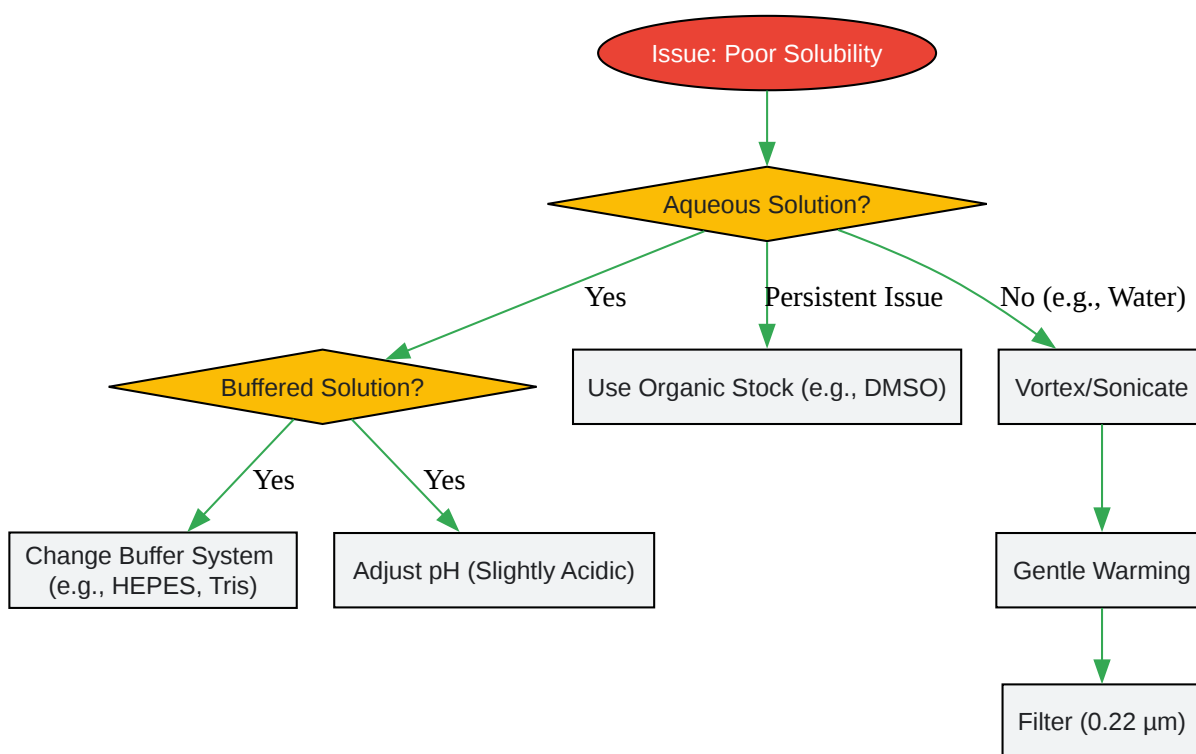 Issue: Poor Solubility
Aqueous Solution?
Yes
Persistent Issue
No (e.g., Water)
Buffered Solution?
Use Organic Stock (e.g., DMSO)
Vortex/Sonicate
Yes
Yes
Change Buffer System
(e.g., HEPES, Tris)
Adjust pH (Slightly Acidic)
Gentle Warming
Filter (0.22 µm)